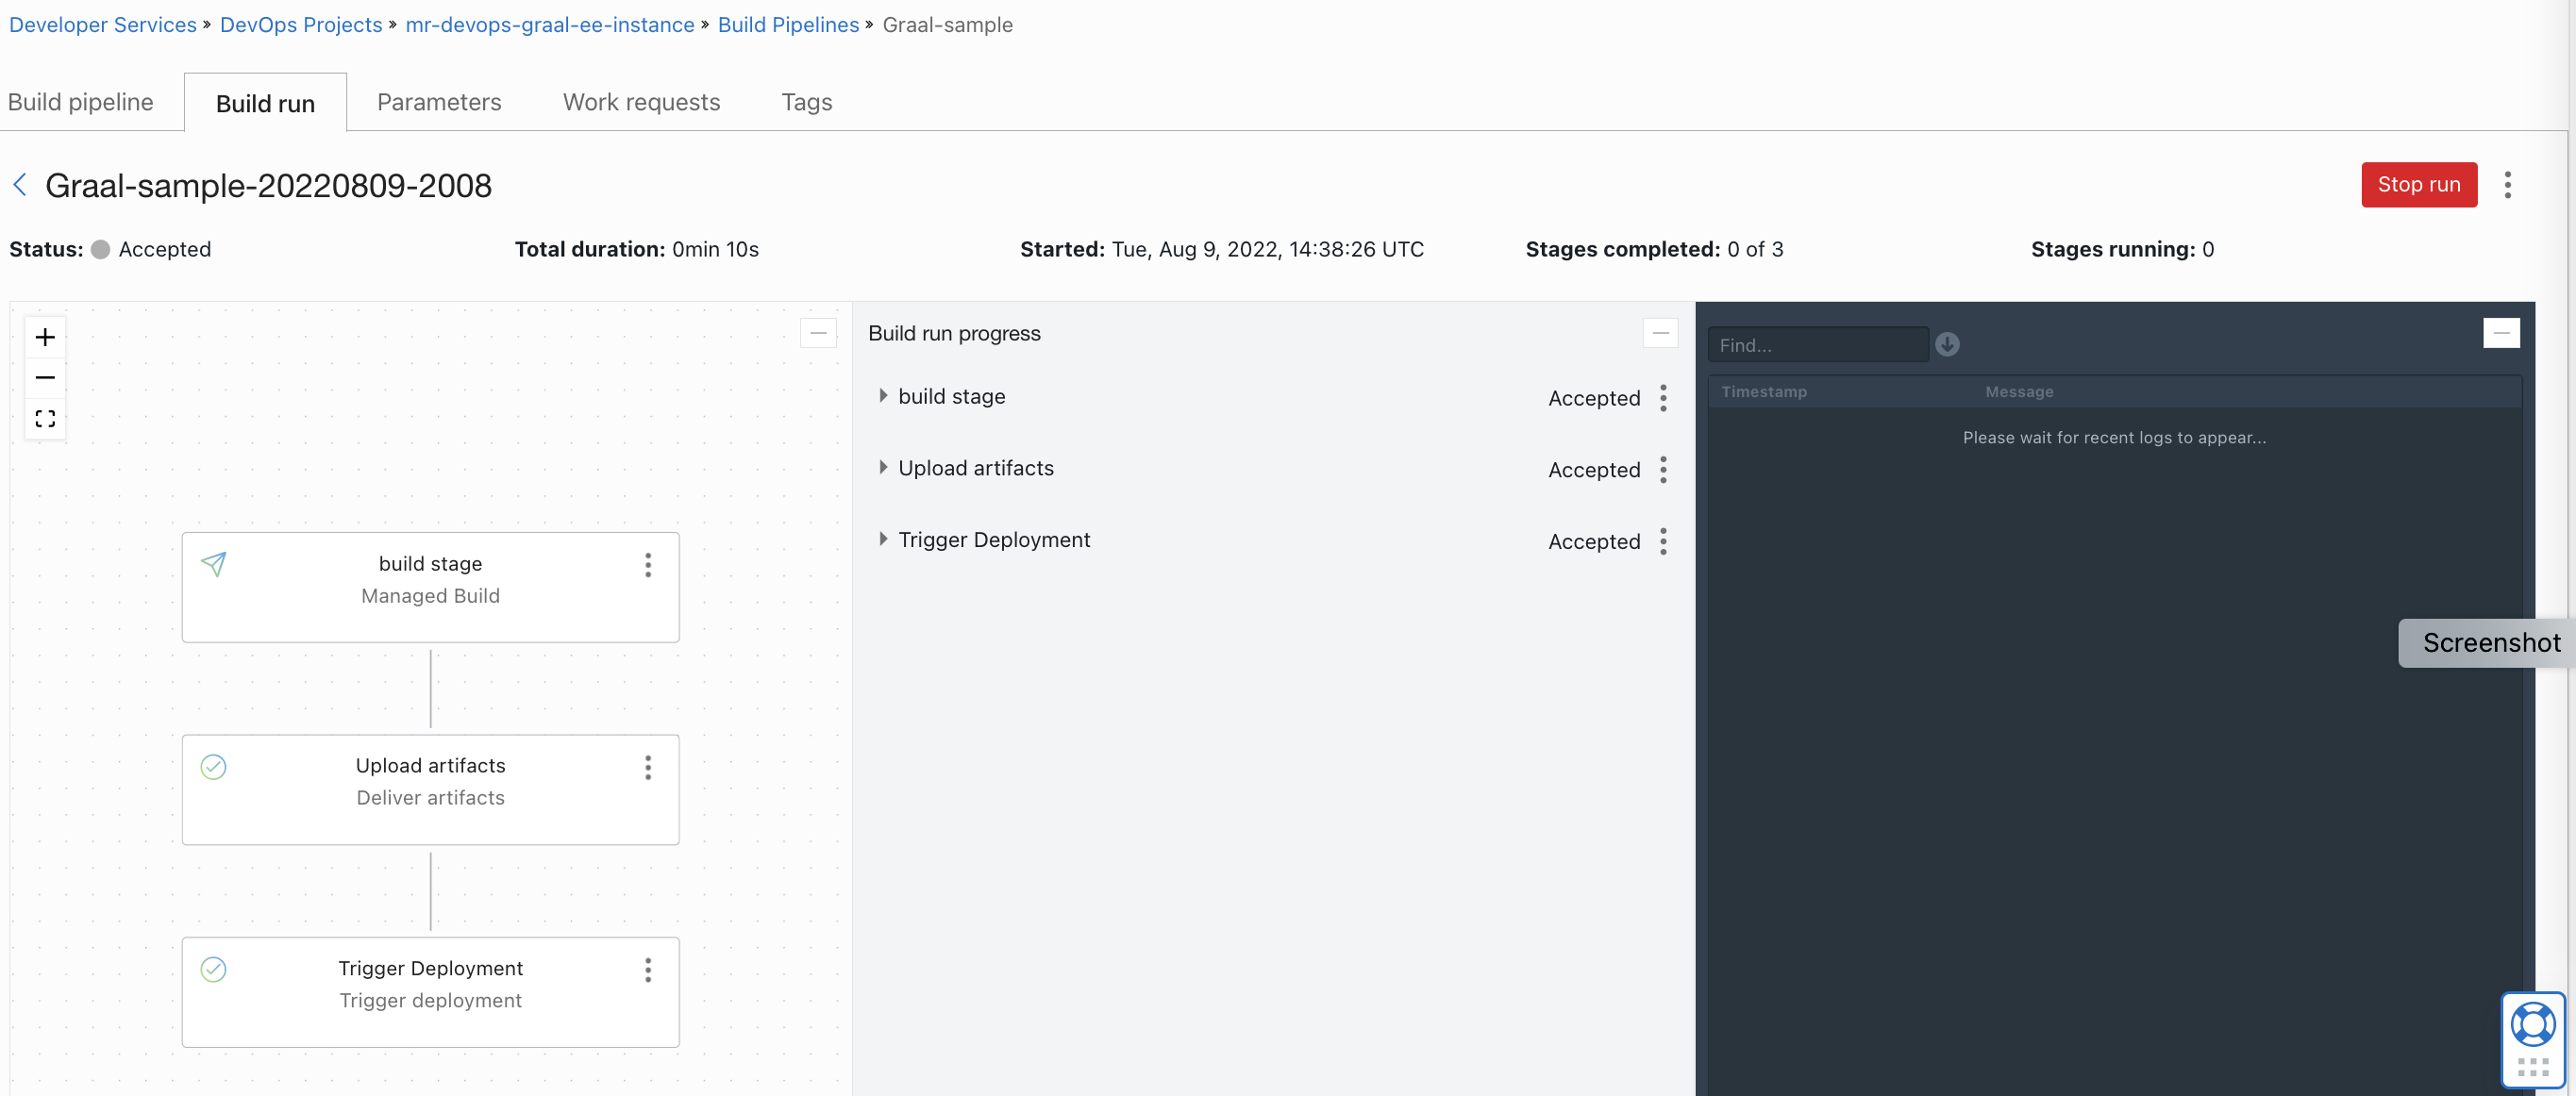 Developer Services » DevOps Projects » mr-devops-graal-ee-instance » Build Pipelines » Graal-sample
Build pipeline Build run Parameters Work requests Tags
Graal-sample-20220809-2008 Stop run
Status: Accepted Total duration: 0min 10s Started: Tue, Aug 9, 2022, 14:38:26 UTC Stages completed: 0 of 3 Stages running: 0
build stage
Managed Build
Upload artifacts
Deliver artifacts
Trigger Deployment
Trigger deployment
Build run progress
build stage Accepted
Upload artifacts Accepted
Trigger Deployment Accepted
Find...
Timestamp Message
Please wait for recent logs to appear...
Screenshot